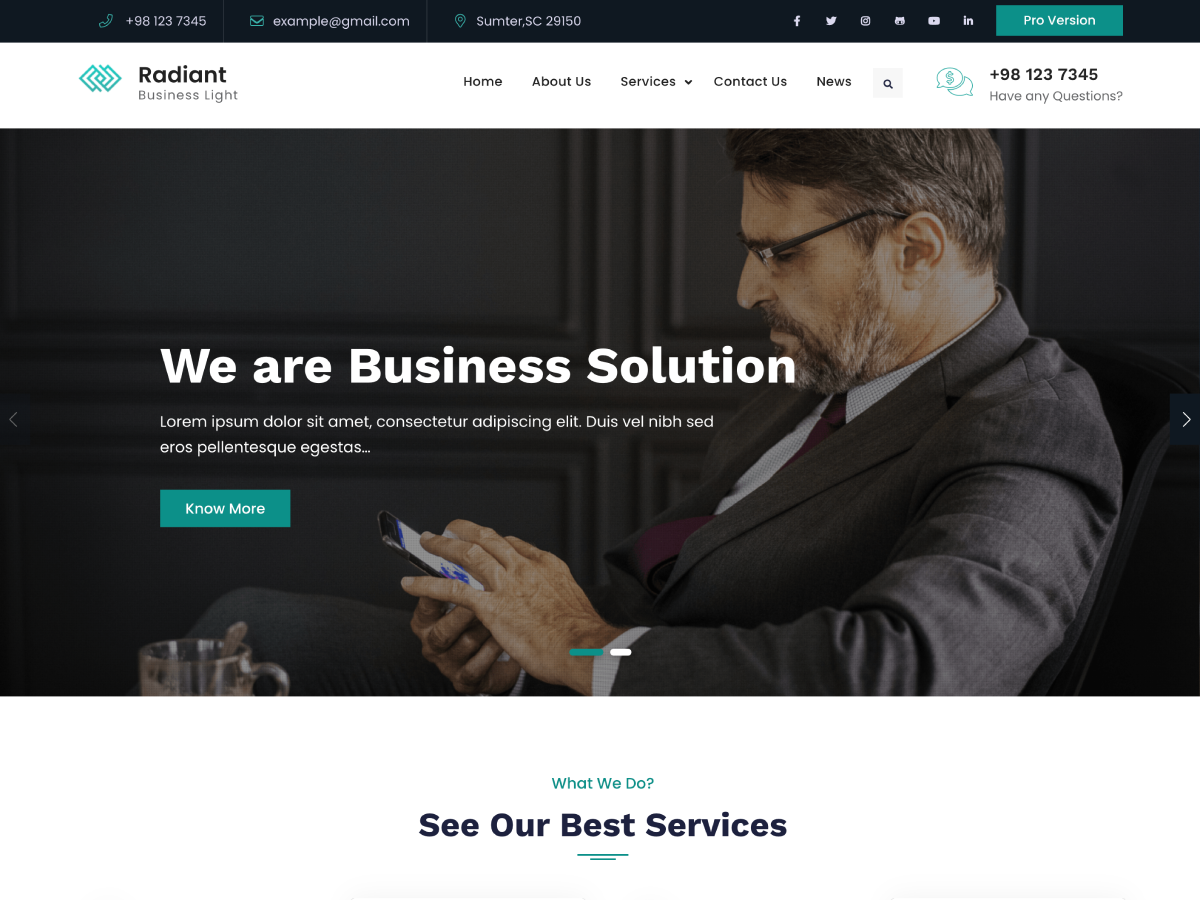 +98 123 7345
example@gmail.com
Sumter,SC 29150
Pro Version
Radiant
Business Light
Home
About Us
Services
Contact Us
News
+98 123 7345
Have any Questions?
We are Business Solution
Lorem ipsum dolor sit amet, consectetur adipiscing elit. Duis vel nibh sed
eros pellentesque egestas...
Know More
What We Do?
See Our Best Services